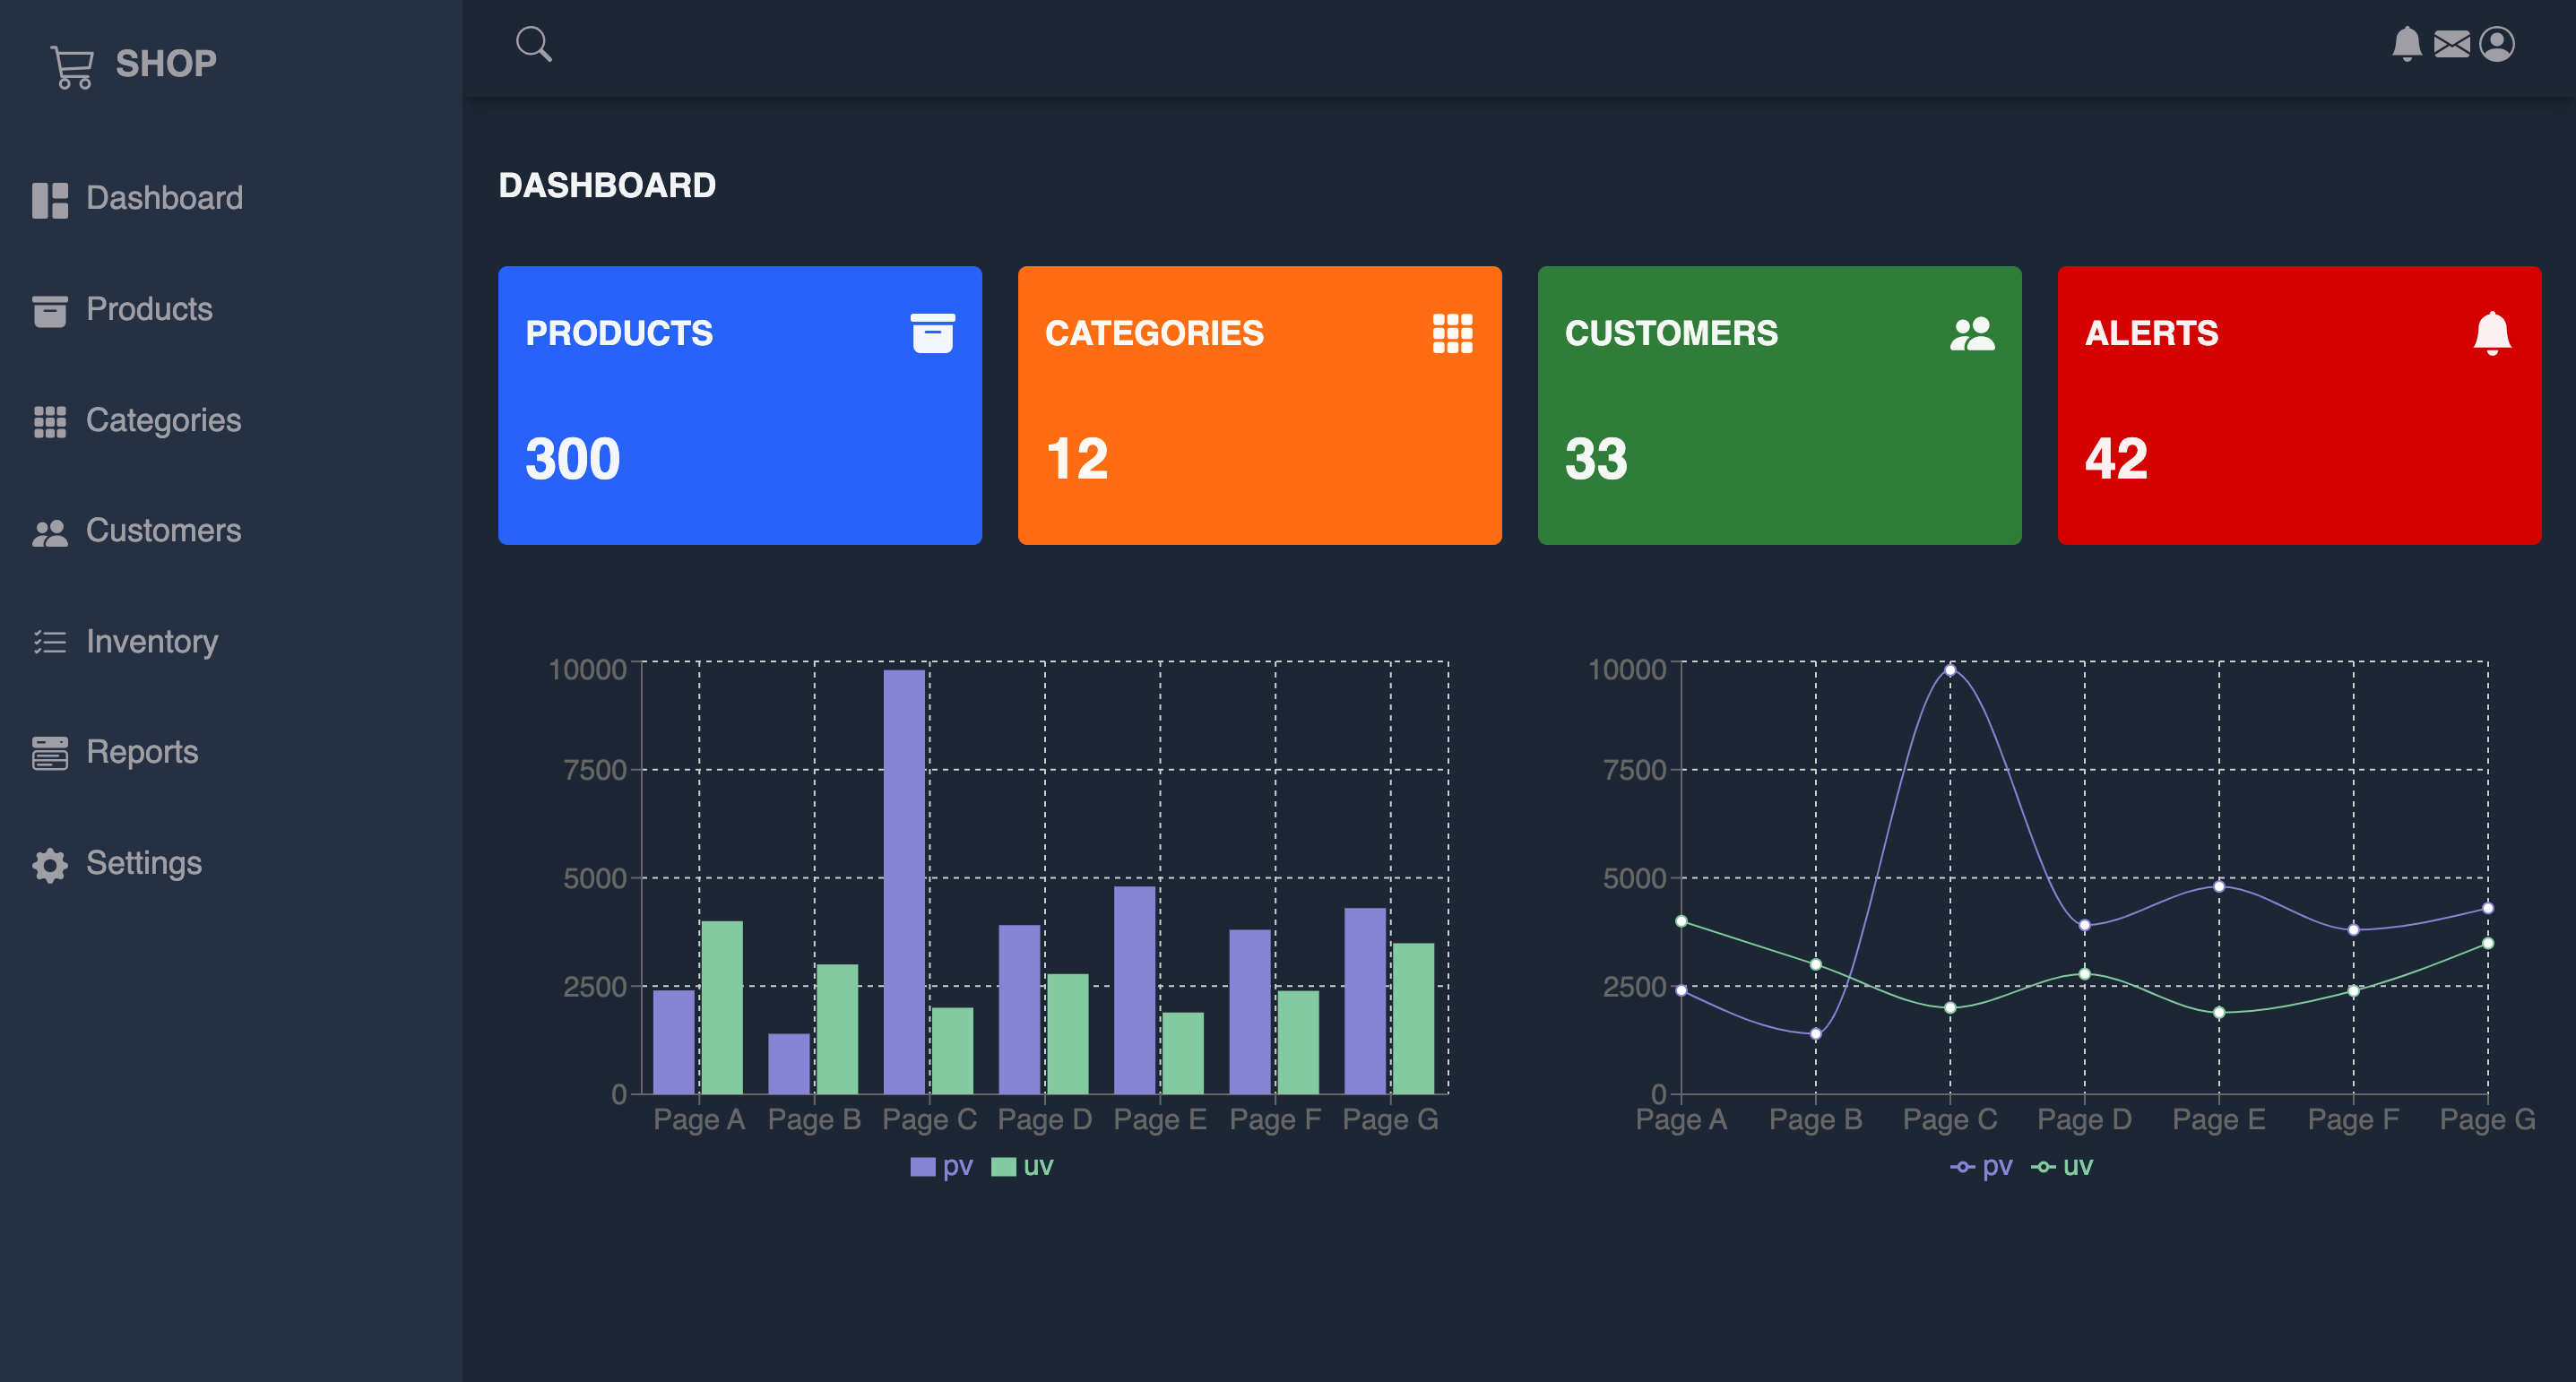 SHOP
Dashboard
Products
Categories
Customers
Inventory
Reports
Settings
DASHBOARD
PRODUCTS
300
CATEGORIES
12
CUSTOMERS
33
ALERTS
42
10000
7500
5000
2500
0
Page A Page B Page C Page D Page E Page F Page G
pv uv
10000
7500
5000
2500
0
Page A Page B Page C Page D Page E Page F Page G
pv uv